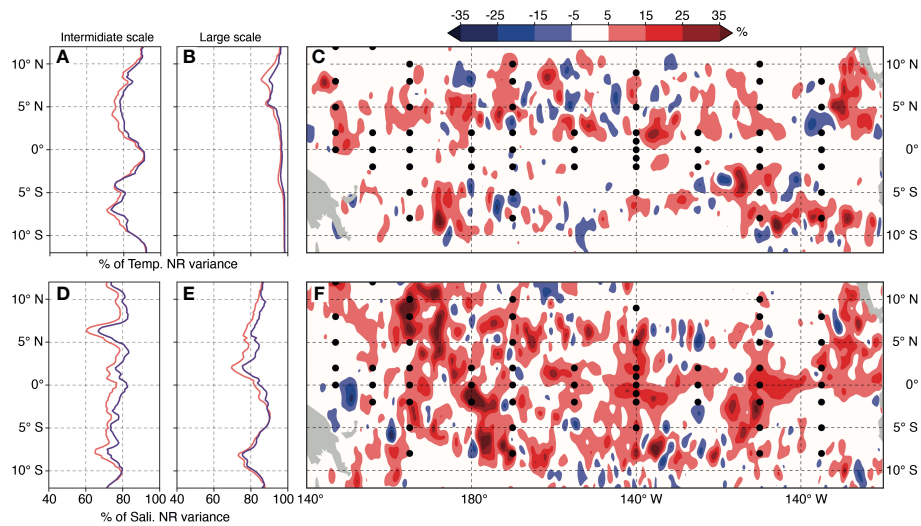 -35 -25 -15 -5 5 15 25 35
%
Intermidiate scale Large scale
A B C
10° N 10° N
5° N 5° N
0° 0°
5° S 5° S
10° S 10° S
% of Temp. NR variance
D E F
10° N 10° N
5° N 5° N
0° 0°
5° S 5° S
10° S 10° S
40 60 80 100 40 60 80 100 140° 180° 140° W 140° W
% of Sali. NR variance